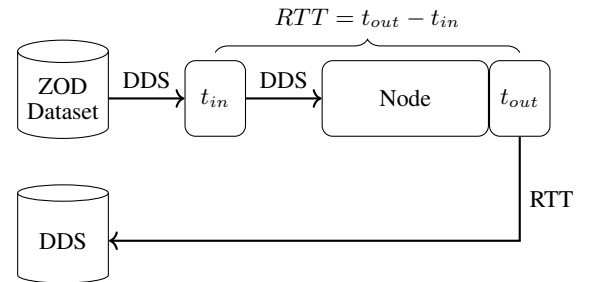 RTT = t_out − t_in
ZOD
Dataset
DDS
t_in
DDS
Node
t_out
RTT
DDS